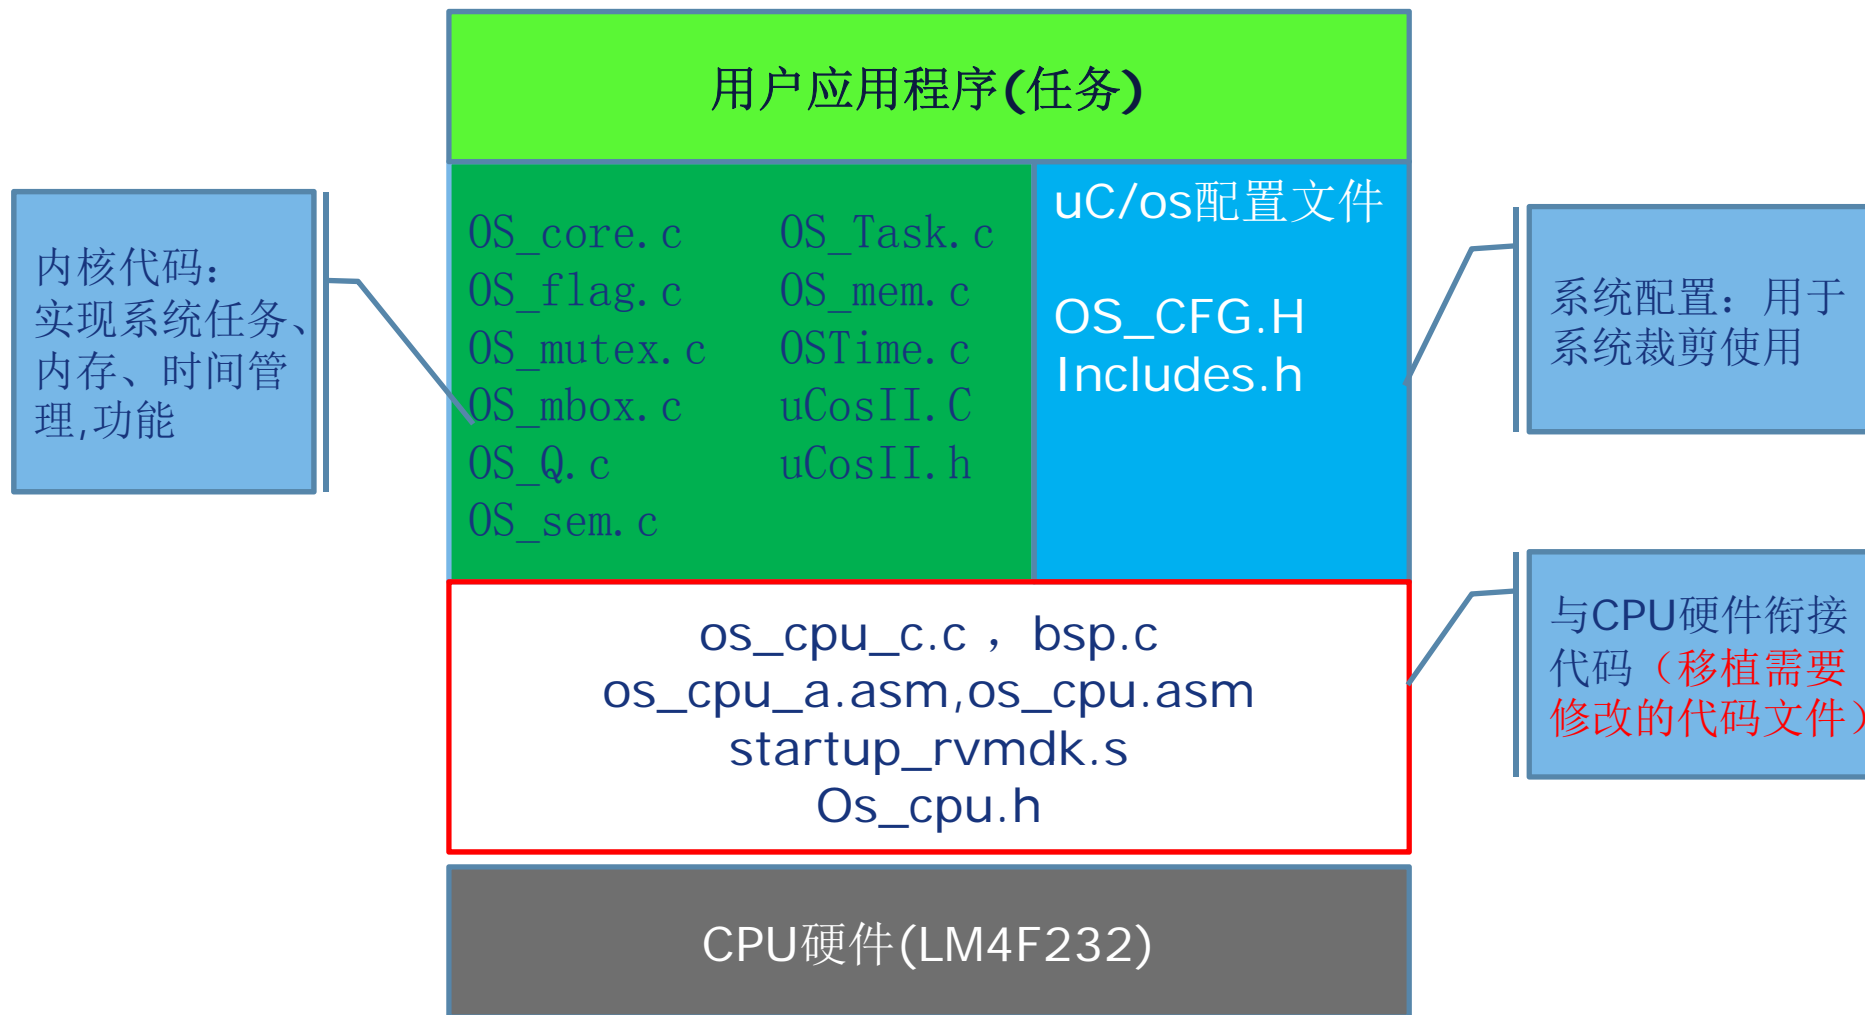 用户应用程序(任务)
内核代码：
实现系统任务、
内存、时间管
理,功能
OS_core.c OS_Task.c
OS_flag.c OS_mem.c
OS_mutex.c OSTime.c
OS_mbox.c uCosII.C
OS_Q.c uCosII.h
OS_sem.c
uC/os配置文件
OS_CFG.H
Includes.h
系统配置：用于
系统裁剪使用
os_cpu_c.c ，bsp.c
os_cpu_a.asm,os_cpu.asm
startup_rvmdk.s
Os_cpu.h
与CPU硬件衔接
代码（移植需要
修改的代码文件）
CPU硬件(LM4F232)